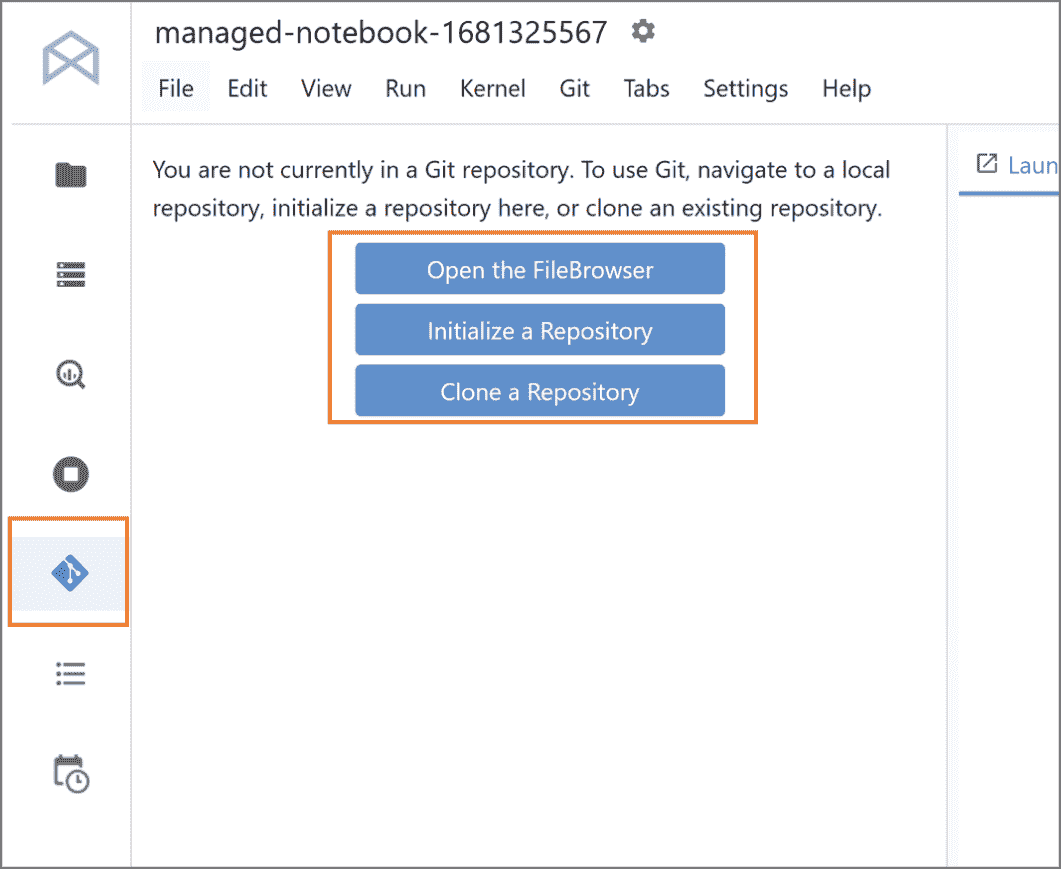 managed-notebook-1681325567
File Edit View Run Kernel Git Tabs Settings Help
You are not currently in a Git repository. To use Git, navigate to a local
repository, initialize a repository here, or clone an existing repository.
Open the FileBrowser
Initialize a Repository
Clone a Repository
Laun